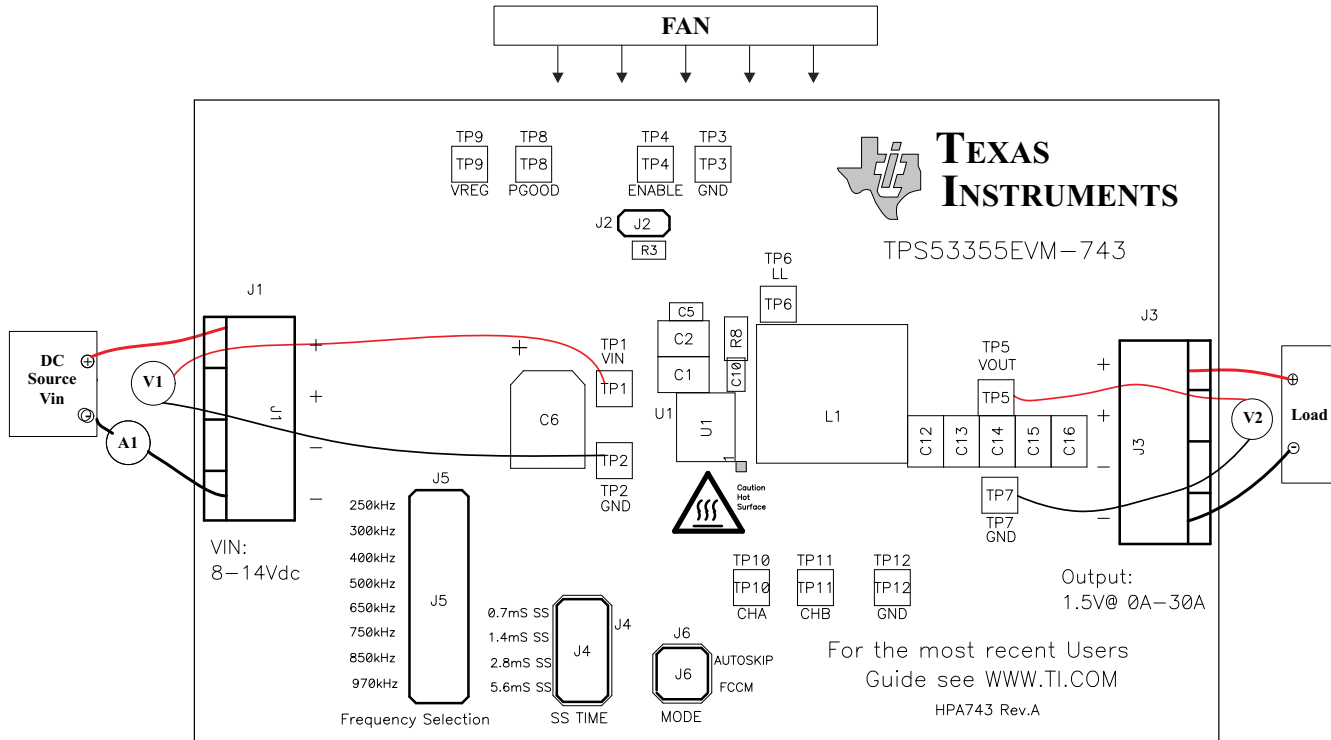 FAN
TP9 TP8 TP4 TP3
TP9 TP8 TP4 TP3
VREG PGOOD ENABLE GND
TEXAS
INSTRUMENTS
J2 J2
R3
TPS53355EVM-743
TP6
LL
TP6
J1
J3
C5
C2
R8
C1
C10
DC
Source
Vin
V1
A1
J1
+
+
-
-
+
TP1
VIN
TP1
C6
TP2
TP2
GND
U1
U1
1
L1
TP5
VOUT
TP5
C12 C13 C14 C15 C16
TP7
TP7
GND
+
+
-
-
J3
V2
Load
Caution
Hot
Surface
VIN:
8-14Vdc
J5
250kHz
300kHz
400kHz
500kHz
650kHz
750kHz
850kHz
970kHz
J5
Frequency Selection
0.7mS SS
1.4mS SS
2.8mS SS
5.6mS SS
J4
J4
SS TIME
J6
J6
AUTOSKIP
FCCM
MODE
TP10 TP11 TP12
TP10 TP11 TP12
CHA CHB GND
Output:
1.5V@ 0A-30A
For the most recent Users
Guide see WWW.TI.COM
HPA743 Rev.A